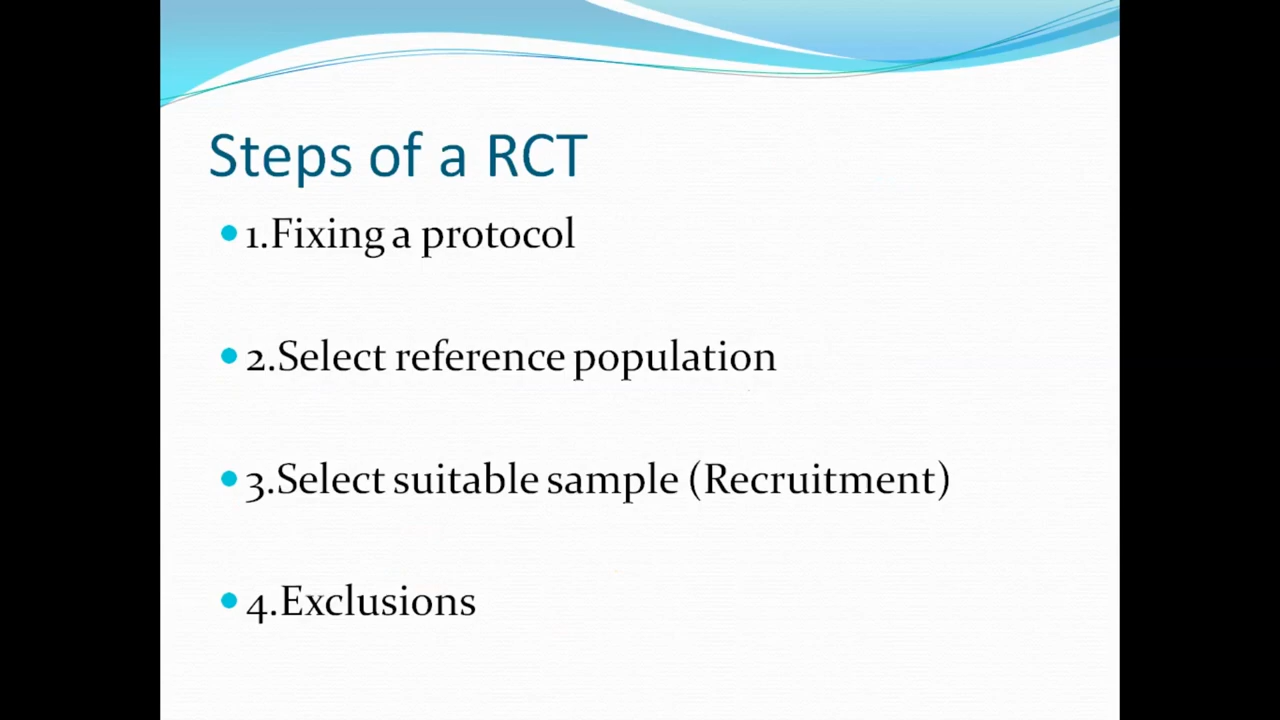 Steps of a RCT
1.Fixing a protocol
2.Select reference population
3.Select suitable sample (Recruitment)
4.Exclusions